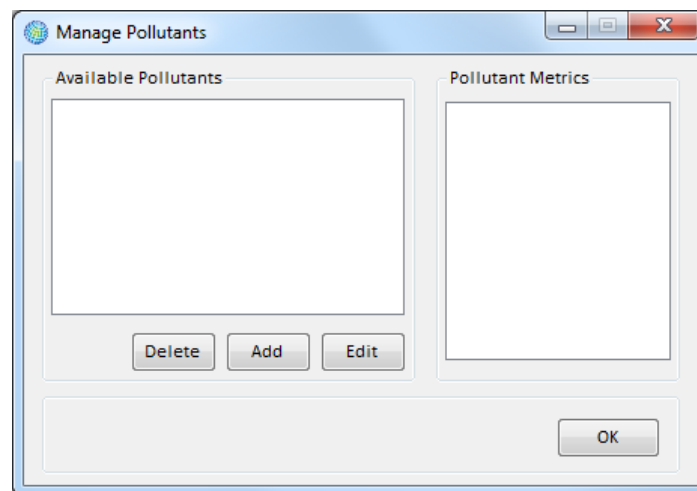 Manage Pollutants
Available Pollutants
Pollutant Metrics
Delete
Add
Edit
OK